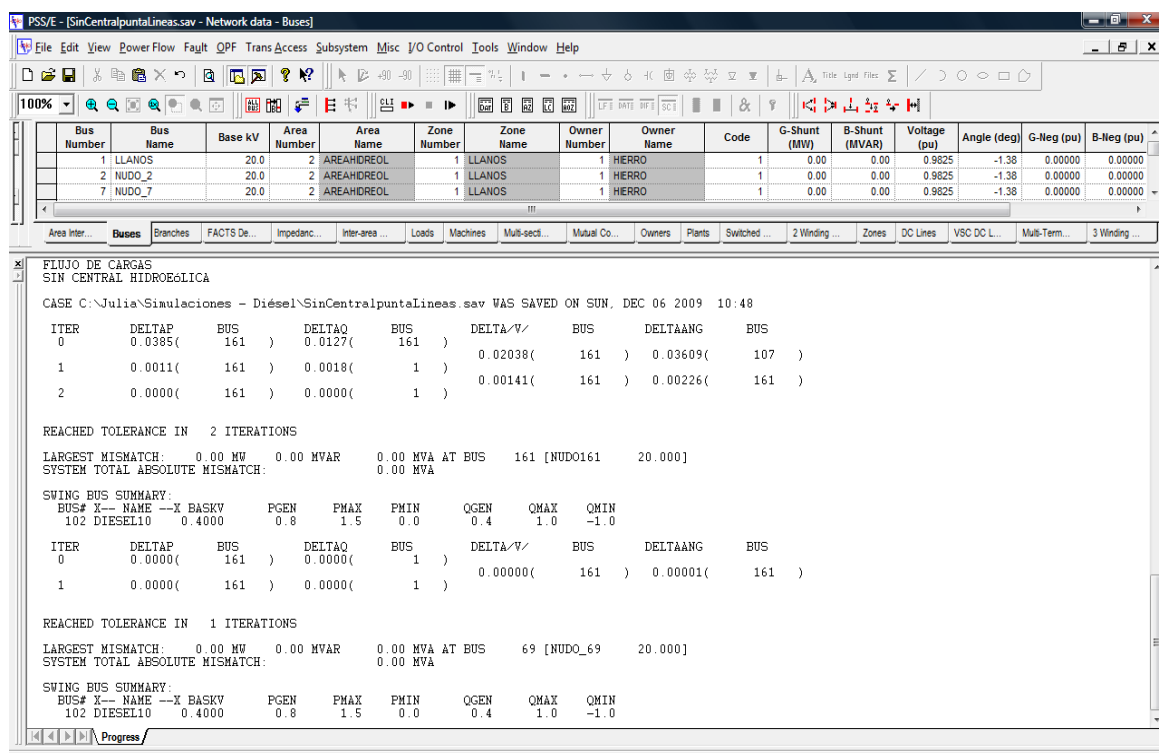 PSS/E - [SinCentralpuntaLineas.sav - Network data - Buses]
File Edit View Power Flow Fault OPF Trans Access Subsystem Misc I/O Control Tools Window Help
100%
Bus Number Bus Name Base kV Area Number Area Name Zone Number Zone Name Owner Number Owner Name Code G-Shunt (MW) B-Shunt (MVAR) Voltage (pu) Angle (deg) G-Neg (pu) B-Neg (pu)
1 LLANOS 20.0 2 AREAHIDREOL 1 LLANOS 1 HERRO 1 0.00 0.00 0.9825 -1.38 0.00000 0.00000
2 NUDO_2 20.0 2 AREAHIDREOL 1 LLANOS 1 HERRO 1 0.00 0.00 0.9825 -1.38 0.00000 0.00000
7 NUDO_7 20.0 2 AREAHIDREOL 1 LLANOS 1 HERRO 1 0.00 0.00 0.9825 -1.38 0.00000 0.00000
Area Inter... Buses Branches FACTS De... Impedanc... Inter-area ... Loads Machines Multi-secti... Mutual Co... Owners Plants Switched ... 2 Winding ... Zones DC Lines VSC DC L... Multi-Term... 3 Winding ...
FLUJO DE CARGAS
SIN CENTRAL HIDROEóLICA
CASE C:\Julia\Simulaciones - Diésel\SinCentralpuntaLineas.sav WAS SAVED ON SUN, DEC 06 2009 10:48
ITER DELTAP BUS DELTAQ BUS DELTA/V/ BUS DELTAANG BUS
0 0.0385( 161 ) 0.0127( 161 )
0.02038( 161 ) 0.03609( 107 )
1 0.0011( 161 ) 0.0018( 1 )
0.00141( 161 ) 0.00226( 161 )
2 0.0000( 161 ) 0.0000( 1 )
REACHED TOLERANCE IN 2 ITERATIONS
LARGEST MISMATCH: 0.00 MW 0.00 MVAR 0.00 MVA AT BUS 161 [NUDO161 20.000]
SYSTEM TOTAL ABSOLUTE MISMATCH: 0.00 MVA
SWING BUS SUMMARY:
BUS# X-- NAME --X BASKV PGEN PMAX PMIN QGEN QMAX QMIN
102 DIESEL10 0.4000 0.8 1.5 0.0 0.4 1.0 -1.0
ITER DELTAP BUS DELTAQ BUS DELTA/V/ BUS DELTAANG BUS
0 0.0000( 161 ) 0.0000( 1 )
0.00000( 161 ) 0.00001( 161 )
1 0.0000( 161 ) 0.0000( 1 )
REACHED TOLERANCE IN 1 ITERATIONS
LARGEST MISMATCH: 0.00 MW 0.00 MVAR 0.00 MVA AT BUS 69 [NUDO_69 20.000]
SYSTEM TOTAL ABSOLUTE MISMATCH: 0.00 MVA
SWING BUS SUMMARY:
BUS# X-- NAME --X BASKV PGEN PMAX PMIN QGEN QMAX QMIN
102 DIESEL10 0.4000 0.8 1.5 0.0 0.4 1.0 -1.0
Progress